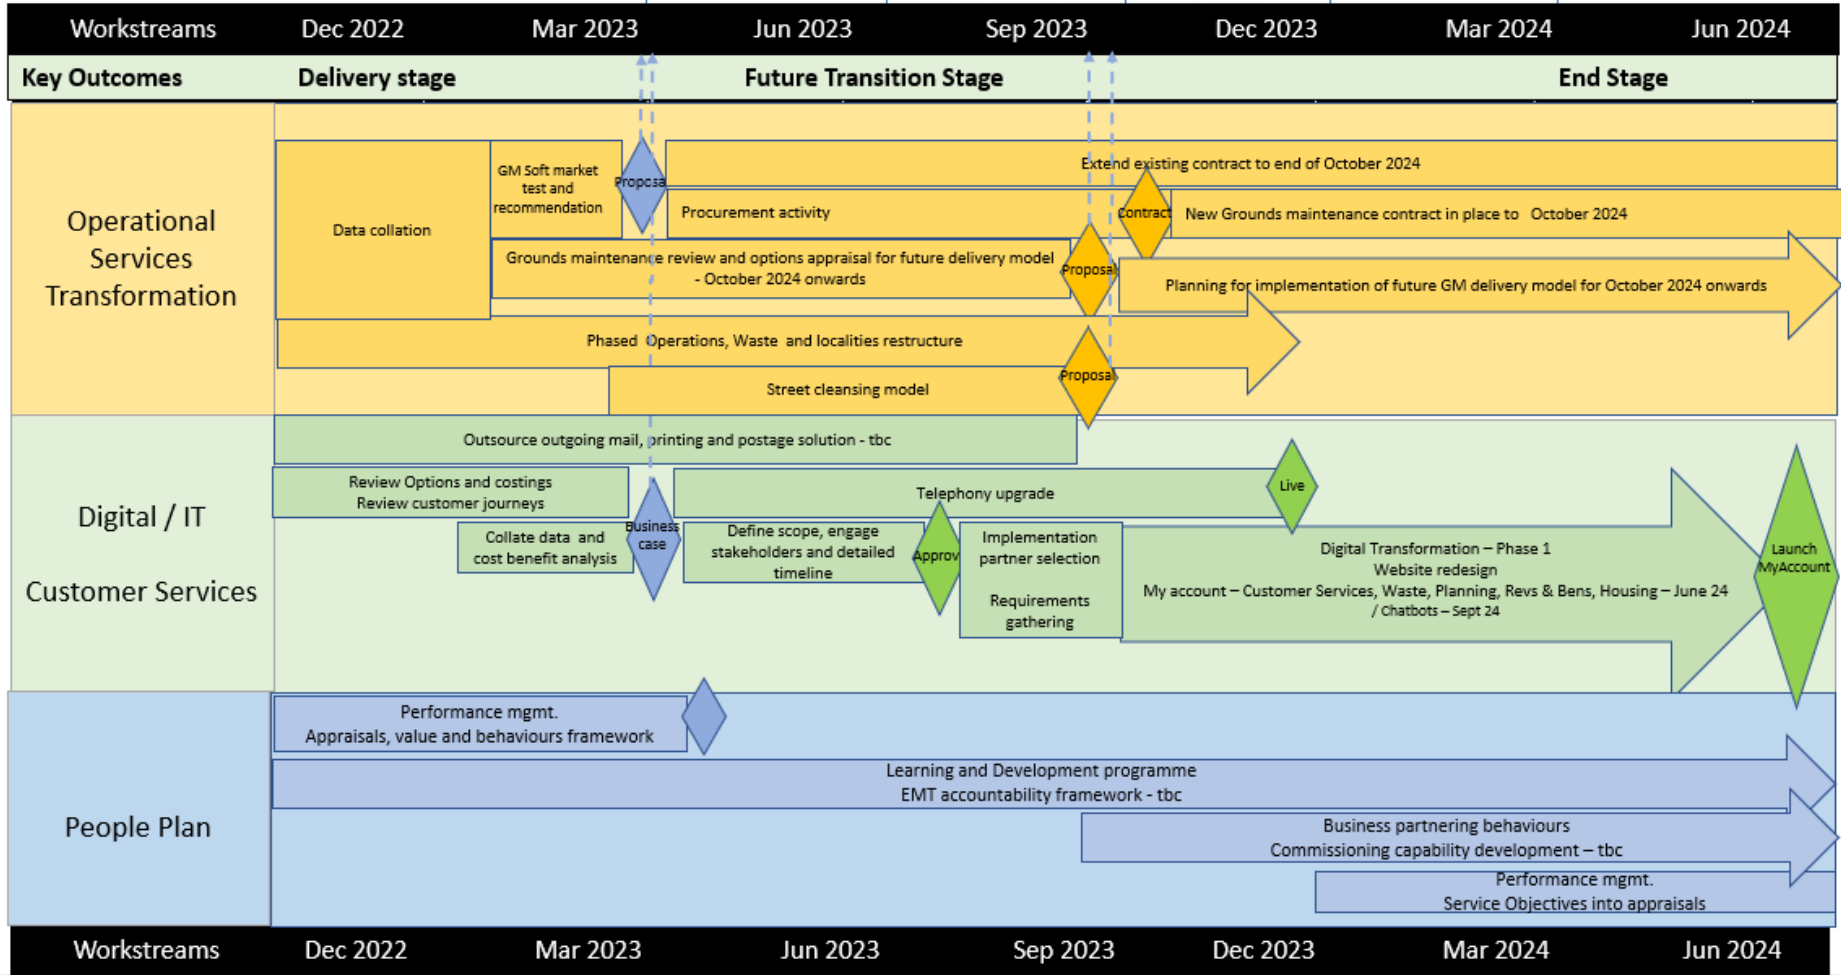 Workstreams Dec 2022 Mar 2023 Jun 2023 Sep 2023 Dec 2023 Mar 2024 Jun 2024
Key Outcomes Delivery stage Future Transition Stage End Stage
Operational
Services
Transformation
Data collation
GM Soft market
test and
recommendation
Proposa
Extend existing contract to end of October 2024
Procurement activity
Contract
New Grounds maintenance contract in place to October 2024
Grounds maintenance review and options appraisal for future delivery model
- October 2024 onwards
Proposal
Planning for implementation of future GM delivery model for October 2024 onwards
Phased Operations, Waste and localities restructure
Street cleansing model
Proposal
Digital / IT
Customer Services
Outsource outgoing mail, printing and postage solution - tbc
Review Options and costings
Review customer journeys
Telephony upgrade
Live
Collate data and
cost benefit analysis
Business
case
Define scope, engage
stakeholders and detailed
timeline
Approv
Implementation
partner selection
Requirements
gathering
Digital Transformation – Phase 1
Website redesign
My account – Customer Services, Waste, Planning, Revs & Bens, Housing – June 24
/ Chatbots – Sept 24
Launch
MyAccount
People Plan
Performance mgmt.
Appraisals, value and behaviours framework
Learning and Development programme
EMT accountability framework - tbc
Business partnering behaviours
Commissioning capability development – tbc
Performance mgmt.
Service Objectives into appraisals
Workstreams Dec 2022 Mar 2023 Jun 2023 Sep 2023 Dec 2023 Mar 2024 Jun 2024